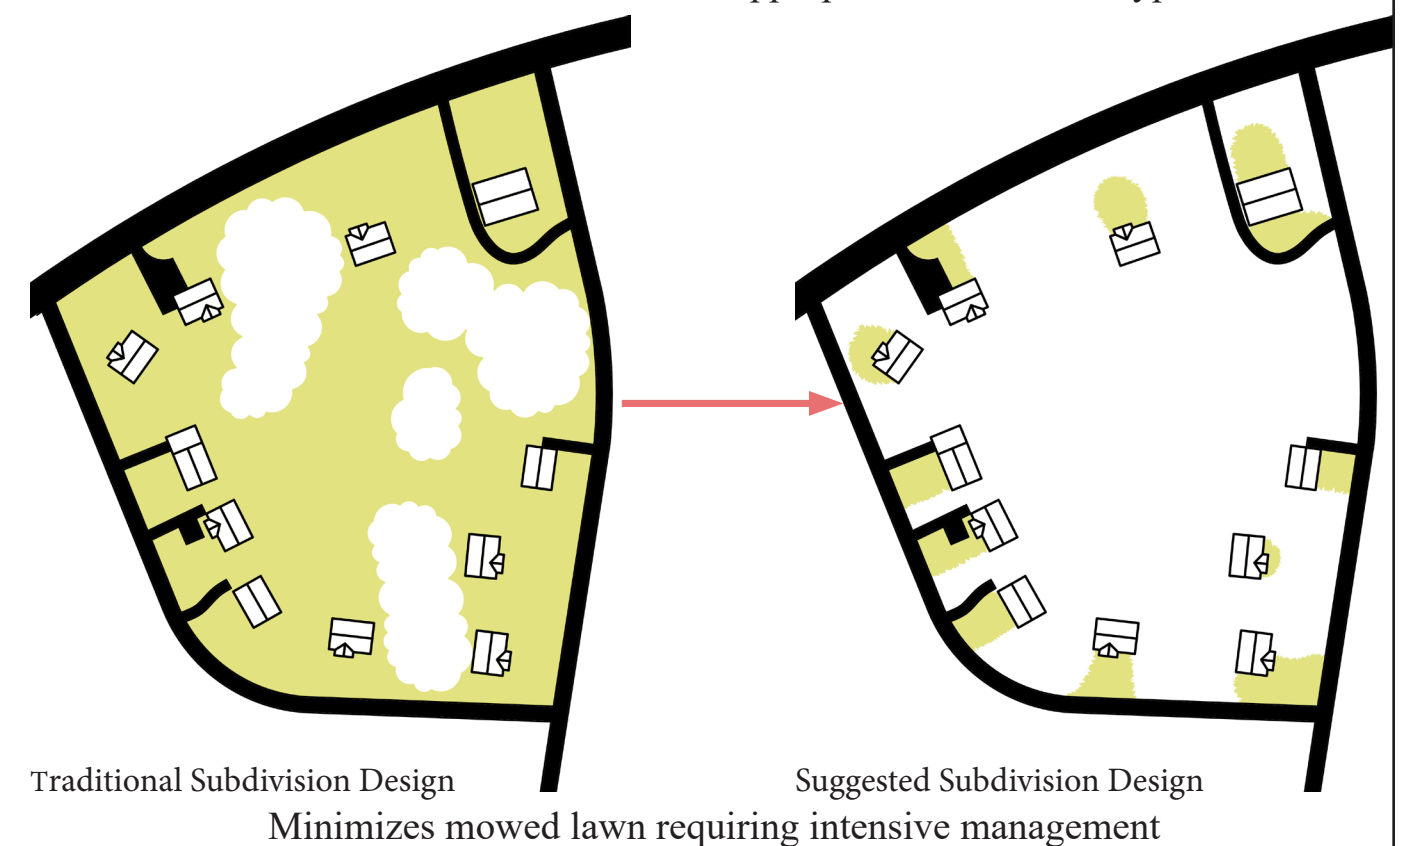 Traditional Subdivision Design
Suggested Subdivision Design
Minimizes mowed lawn requiring intensive management